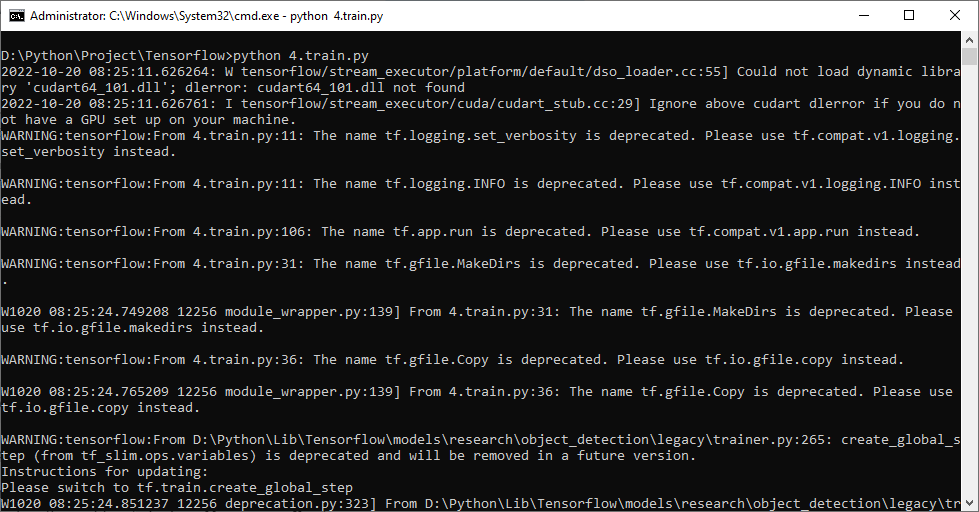 Administrator: C:\Windows\System32\cmd.exe - python  4.train.py
D:\Python\Project\Tensorflow>python 4.train.py
2022-10-20 08:25:11.626264: W tensorflow/stream_executor/platform/default/dso_loader.cc:55] Could not load dynamic libra
ry 'cudart64_101.dll'; dlerror: cudart64_101.dll not found
2022-10-20 08:25:11.626761: I tensorflow/stream_executor/cuda/cudart_stub.cc:29] Ignore above cudart dlerror if you do n
ot have a GPU set up on your machine.
WARNING:tensorflow:From 4.train.py:11: The name tf.logging.set_verbosity is deprecated. Please use tf.compat.v1.logging.
set_verbosity instead.
WARNING:tensorflow:From 4.train.py:11: The name tf.logging.INFO is deprecated. Please use tf.compat.v1.logging.INFO inst
ead.
WARNING:tensorflow:From 4.train.py:106: The name tf.app.run is deprecated. Please use tf.compat.v1.app.run instead.
WARNING:tensorflow:From 4.train.py:31: The name tf.gfile.MakeDirs is deprecated. Please use tf.io.gfile.makedirs instead
.
W1020 08:25:24.749208 12256 module_wrapper.py:139] From 4.train.py:31: The name tf.gfile.MakeDirs is deprecated. Please
use tf.io.gfile.makedirs instead.
WARNING:tensorflow:From 4.train.py:36: The name tf.gfile.Copy is deprecated. Please use tf.io.gfile.copy instead.
W1020 08:25:24.765209 12256 module_wrapper.py:139] From 4.train.py:36: The name tf.gfile.Copy is deprecated. Please use
tf.io.gfile.copy instead.
WARNING:tensorflow:From D:\Python\Lib\Tensorflow\models\research\object_detection\legacy\trainer.py:265: create_global_s
tep (from tf_slim.ops.variables) is deprecated and will be removed in a future version.
Instructions for updating:
Please switch to tf.train.create_global_step
W1020 08:25:24.851237 12256 deprecation.py:323] From D:\Python\Lib\Tensorflow\models\research\object_detection\legacy\tr